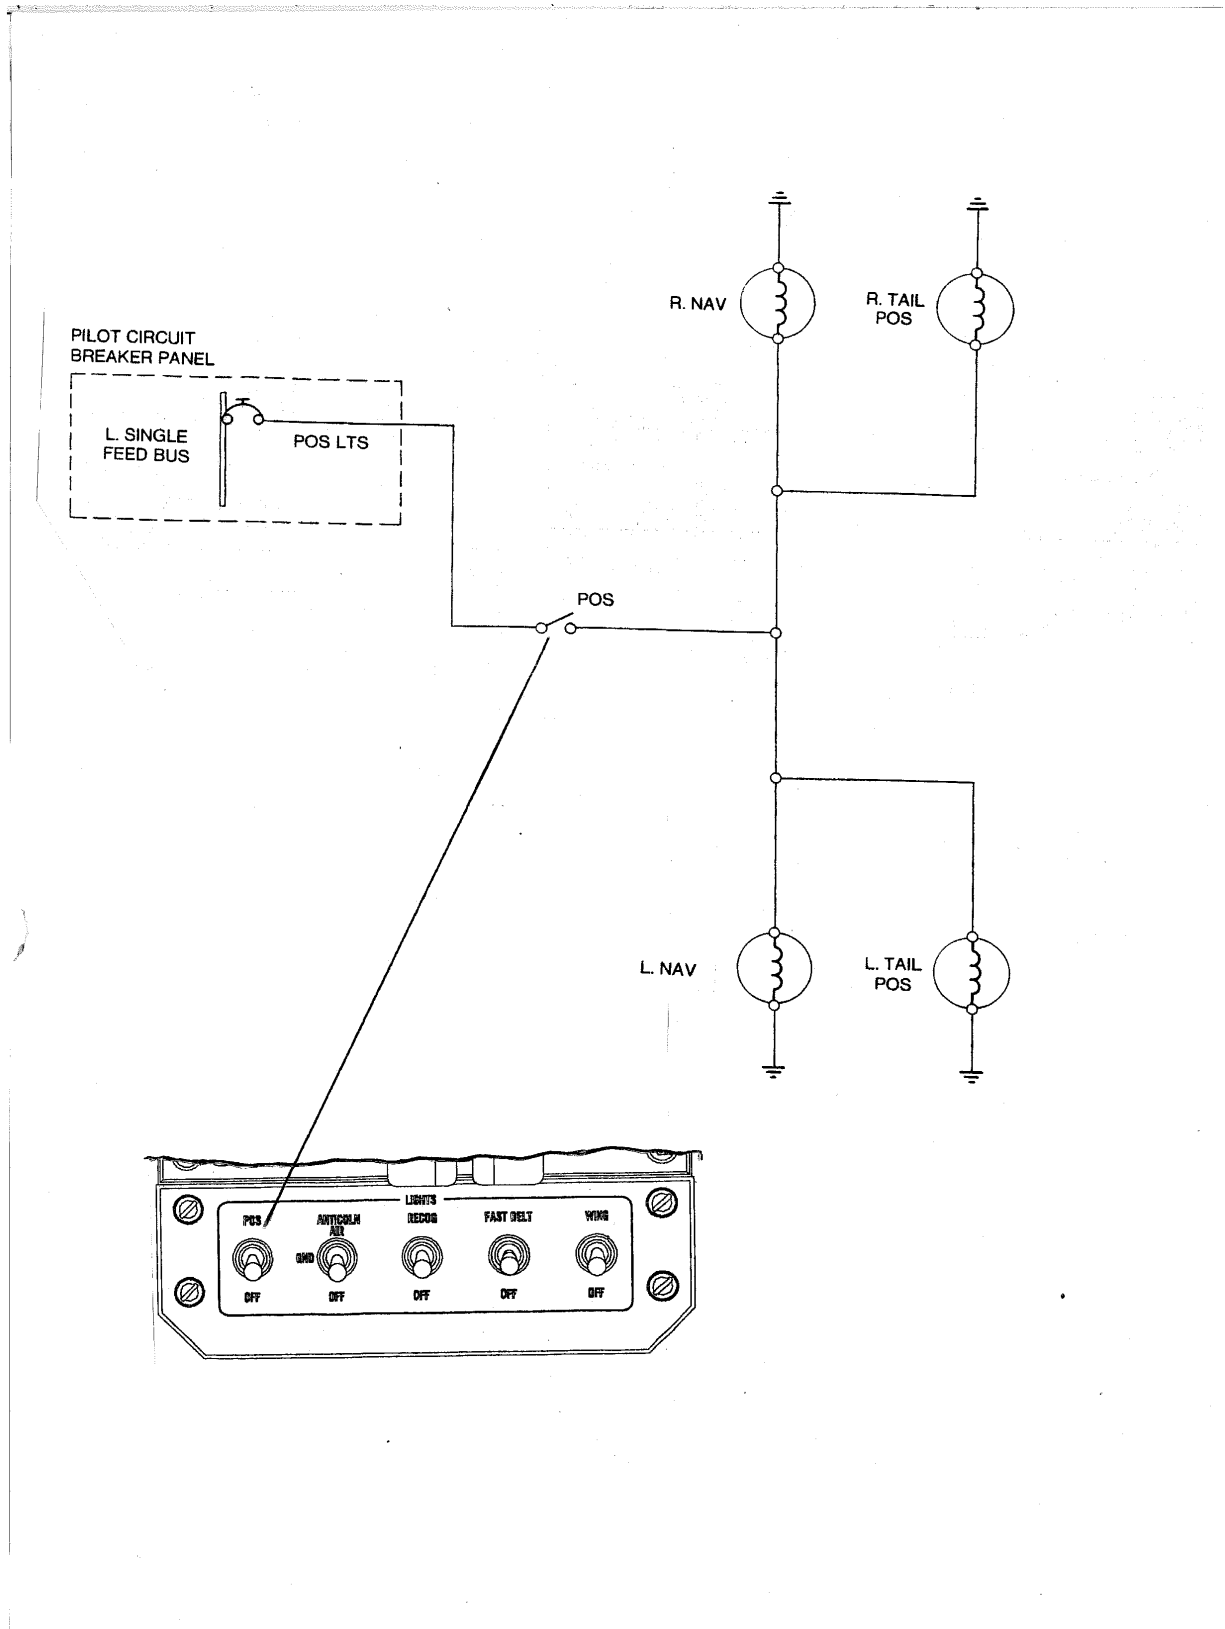 R. NAV
R. TAIL
POS
PILOT CIRCUIT
BREAKER PANEL
L. SINGLE
FEED BUS
POS LTS
POS
L. NAV
L. TAIL
POS
LIGHTS
POS
ANTICOLN
AIR
RECOG
FAST BELT
WING
GND
OFF
OFF
OFF
OFF
OFF